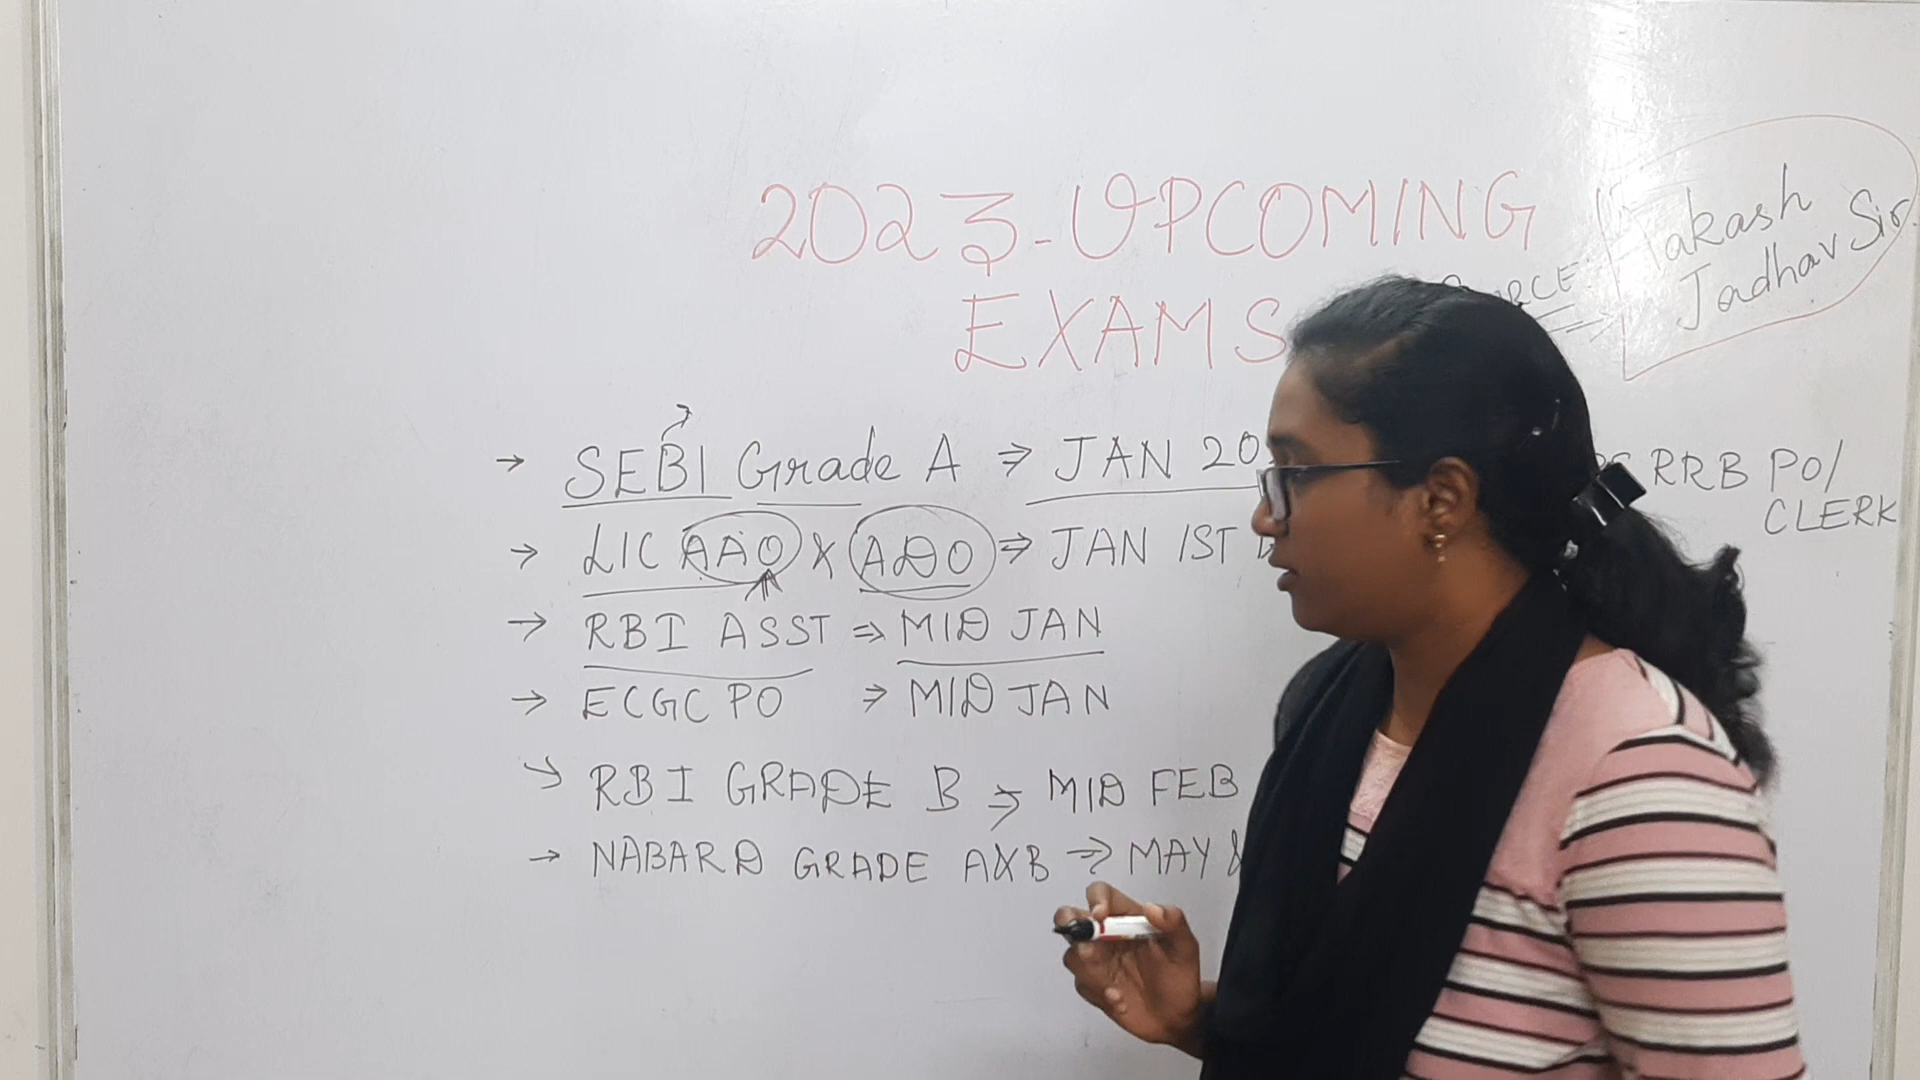 2023-UPCOMING
EXAMS
Aakash
Jadhav Sir
→ SEBI Grade A ⇒ JAN 20
→ LIC AAO & ADO ⇒ JAN 1ST
→ RBI ASST ⇒ MID JAN
→ ECGC PO ⇒ MID JAN
→ RBI GRADE B ⇒ MID FEB
→ NABARD GRADE A&B ⇒ MAY &
RRB PO/
CLERK